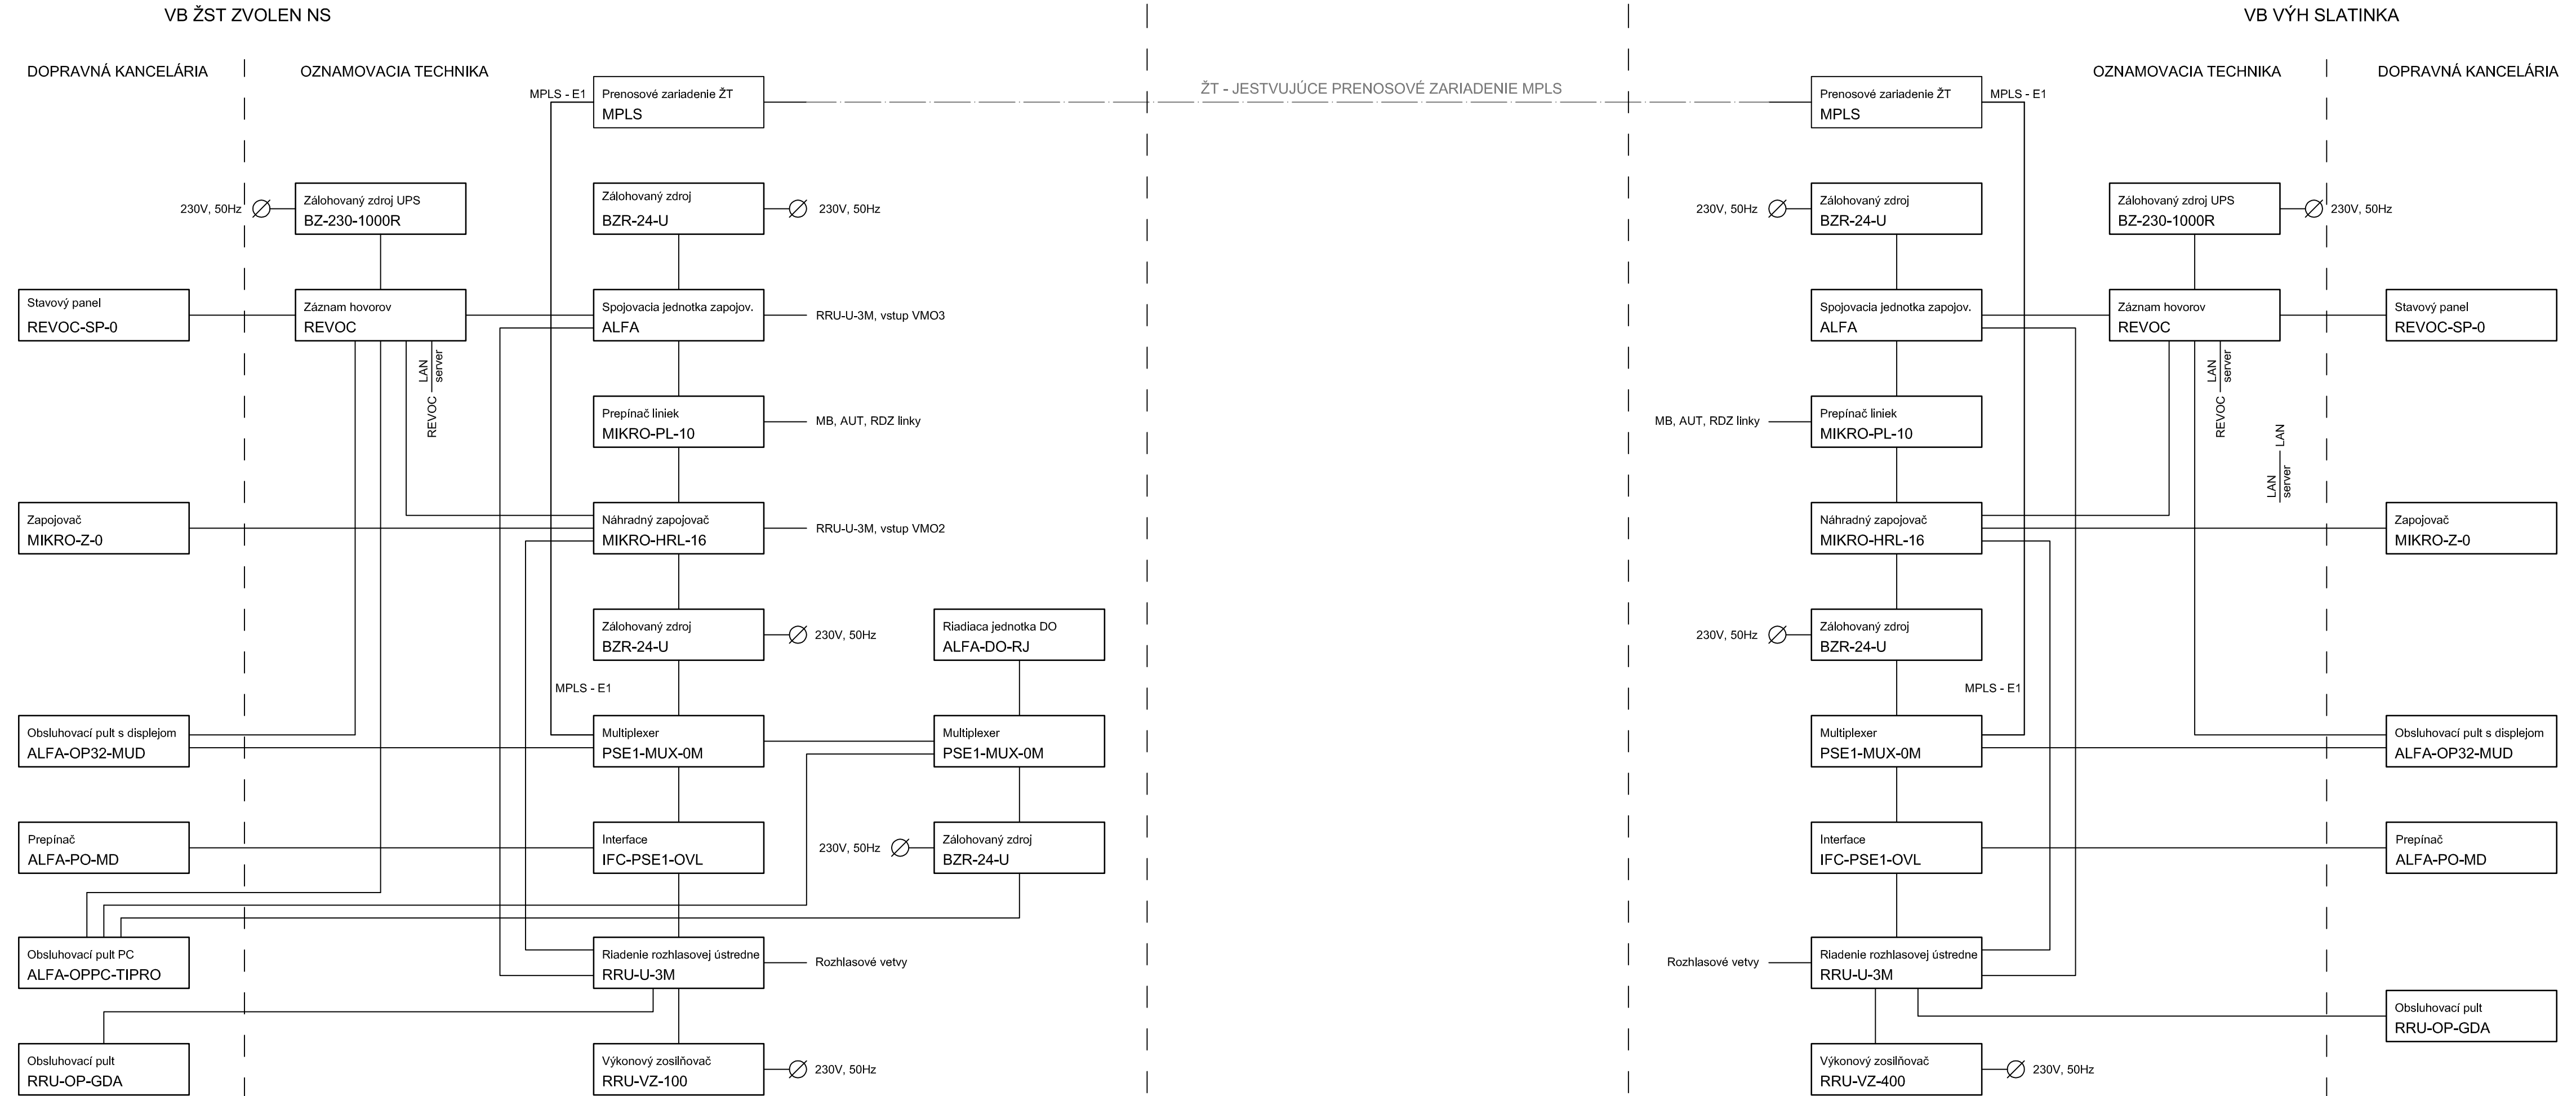 VB ŽST ZVOLEN NS
VB VÝH SLATINKA
DOPRAVNÁ KANCELÁRIA
OZNAMOVACIA TECHNIKA
OZNAMOVACIA TECHNIKA
DOPRAVNÁ KANCELÁRIA
MPLS - E1
Prenosové zariadenie ŽT
MPLS
ŽT - JESTVUJÚCE PRENOSOVÉ ZARIADENIE MPLS
Prenosové zariadenie ŽT
MPLS
MPLS - E1
230V, 50Hz
Zálohovaný zdroj UPS
BZ-230-1000R
Zálohovaný zdroj
BZR-24-U
230V, 50Hz
230V, 50Hz
Zálohovaný zdroj
BZR-24-U
Zálohovaný zdroj UPS
BZ-230-1000R
230V, 50Hz
Stavový panel
REVOC-SP-0
Záznam hovorov
REVOC
Spojovacia jednotka zapojov.
ALFA
RRU-U-3M, vstup VMO3
Spojovacia jednotka zapojov.
ALFA
Záznam hovorov
REVOC
Stavový panel
REVOC-SP-0
LAN
server
REVOC
LAN
server
REVOC
Prepínač liniek
MIKRO-PL-10
MB, AUT, RDZ linky
MB, AUT, RDZ linky
Prepínač liniek
MIKRO-PL-10
LAN
LAN
server
Zapojovač
MIKRO-Z-0
Náhradný zapojovač
MIKRO-HRL-16
RRU-U-3M, vstup VMO2
Náhradný zapojovač
MIKRO-HRL-16
Zapojovač
MIKRO-Z-0
Zálohovaný zdroj
BZR-24-U
230V, 50Hz
Riadiaca jednotka DO
ALFA-DO-RJ
230V, 50Hz
Zálohovaný zdroj
BZR-24-U
MPLS - E1
MPLS - E1
Obsluhovací pult s displejom
ALFA-OP32-MUD
Multiplexer
PSE1-MUX-0M
Multiplexer
PSE1-MUX-0M
Multiplexer
PSE1-MUX-0M
Obsluhovací pult s displejom
ALFA-OP32-MUD
Prepínač
ALFA-PO-MD
Interface
IFC-PSE1-OVL
230V, 50Hz
Zálohovaný zdroj
BZR-24-U
Interface
IFC-PSE1-OVL
Prepínač
ALFA-PO-MD
Obsluhovací pult PC
ALFA-OPPC-TIPRO
Riadenie rozhlasovej ústredne
RRU-U-3M
Rozhlasové vetvy
Rozhlasové vetvy
Riadenie rozhlasovej ústredne
RRU-U-3M
Obsluhovací pult
RRU-OP-GDA
Obsluhovací pult
RRU-OP-GDA
Výkonový zosilňovač
RRU-VZ-100
230V, 50Hz
Výkonový zosilňovač
RRU-VZ-400
230V, 50Hz